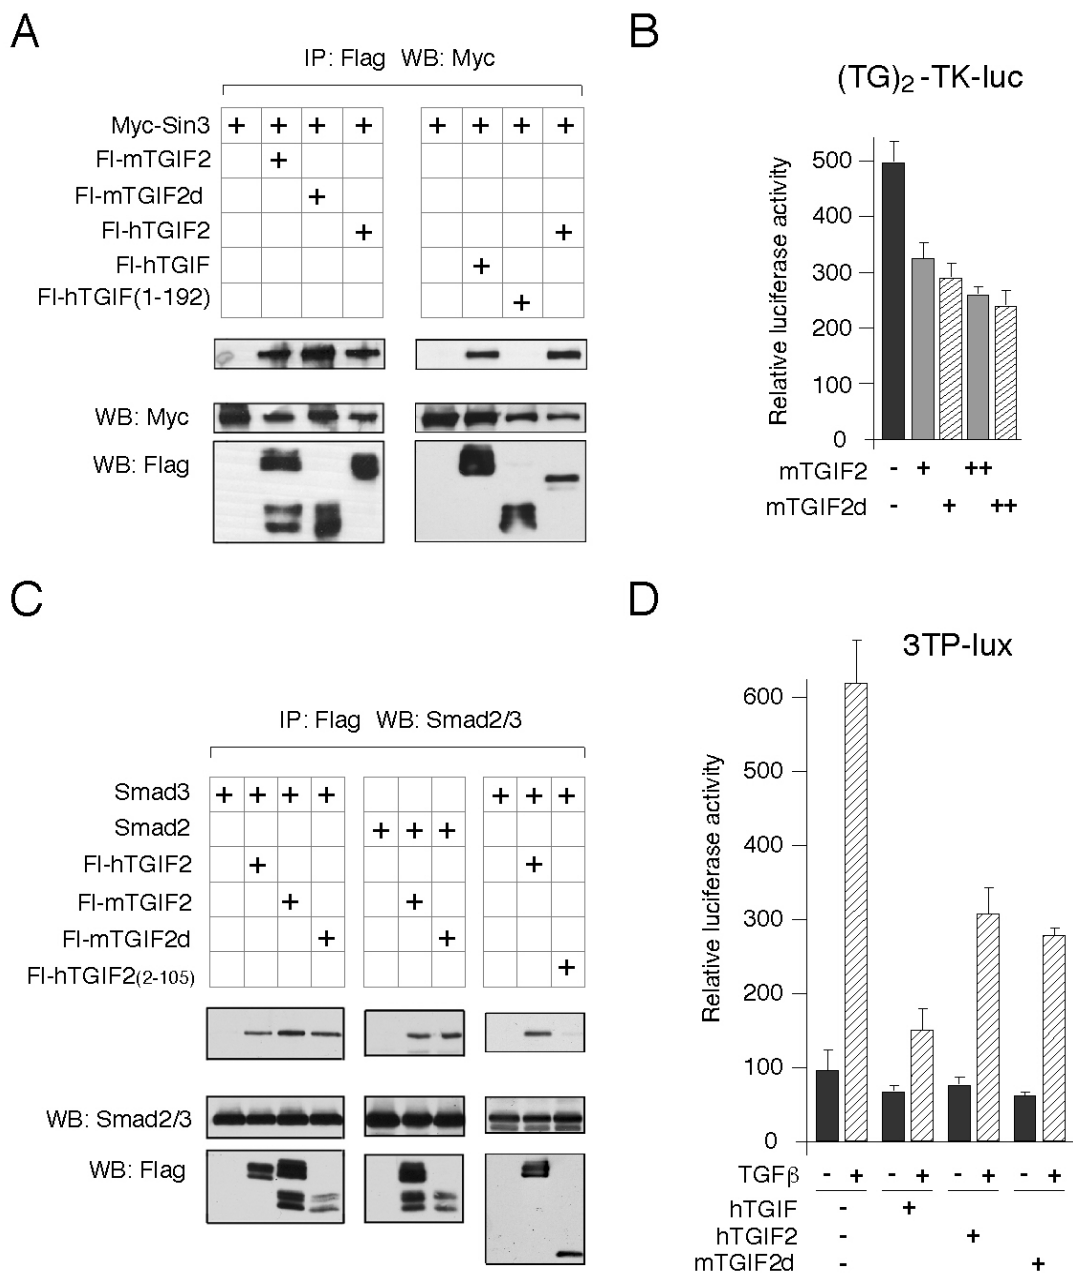 A
IP: Flag WB: Myc
Myc-Sin3 + + + + + + + +
Fl-mTGIF2 +
Fl-mTGIF2d +
Fl-hTGIF2 + +
Fl-hTGIF +
Fl-hTGIF(1-192) +
WB: Myc
WB: Flag
B
(TG)2-TK-luc
Relative luciferase activity
500
400
300
200
100
0
mTGIF2 - + ++
mTGIF2d - + ++
C
IP: Flag WB: Smad2/3
Smad3 + + + + + + +
Smad2 + + +
Fl-hTGIF2 + +
Fl-mTGIF2 + +
Fl-mTGIF2d + +
Fl-hTGIF2(2-105) +
WB: Smad2/3
WB: Flag
D
3TP-lux
Relative luciferase activity
600
500
400
300
200
100
0
TGFβ - + - + - + - +
hTGIF - +
hTGIF2 - +
mTGIF2d - +